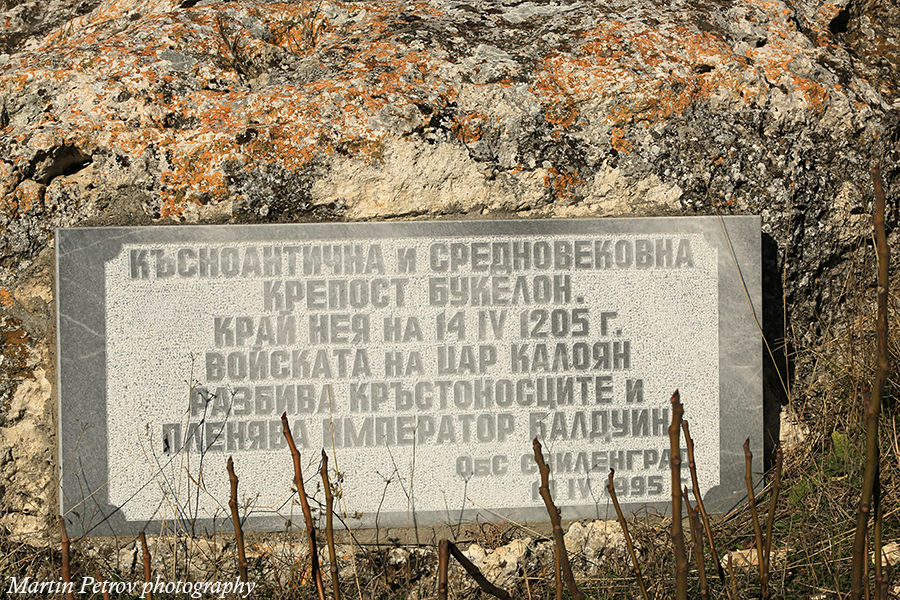 КЪСНОАНТИЧНА И СРЕДНОВЕКОВНА
КРЕПОСТ БУКЕЛОН.
КРАЙ НЕЯ НА 14 IV 1205 Г.
ВОЙСКАТА НА ЦАР КАЛОЯН
РАЗБИВА КРЪСТОНОСЦИТЕ И
ПЛЕНЯВА ИМПЕРАТОР БАЛДУИН
ОБС СВИЛЕНГРАД
IV 1995
Martin Petrov photography